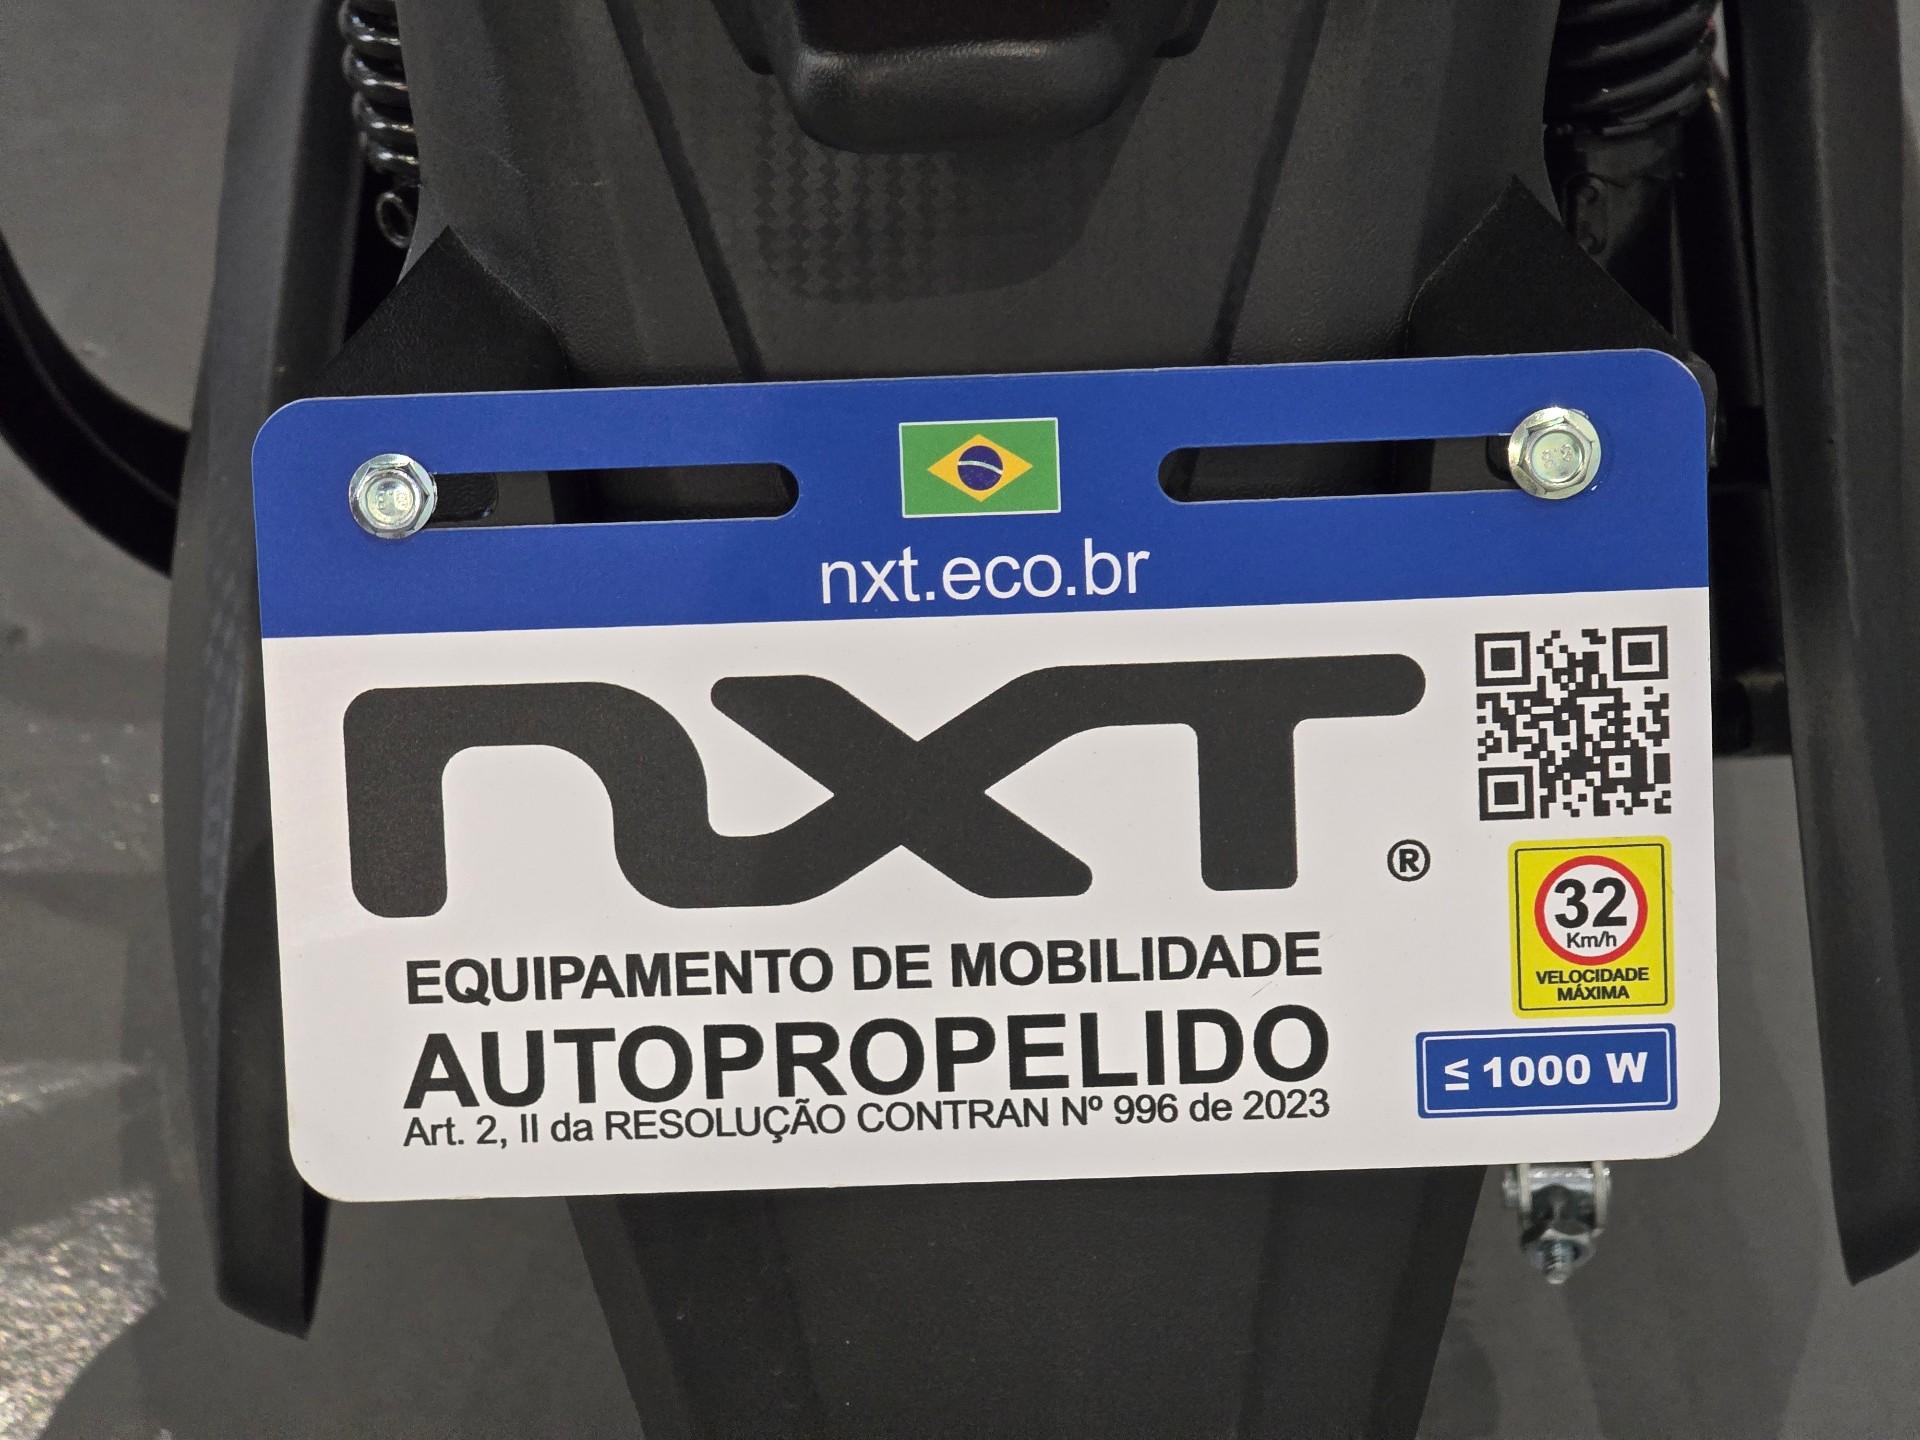 nxt.eco.br
nxt
®
EQUIPAMENTO DE MOBILIDADE
AUTOPROPELIDO
Art. 2, II da RESOLUÇÃO CONTRAN Nº 996 de 2023
32
Km/h
VELOCIDADE
MÁXIMA
≤ 1000 W